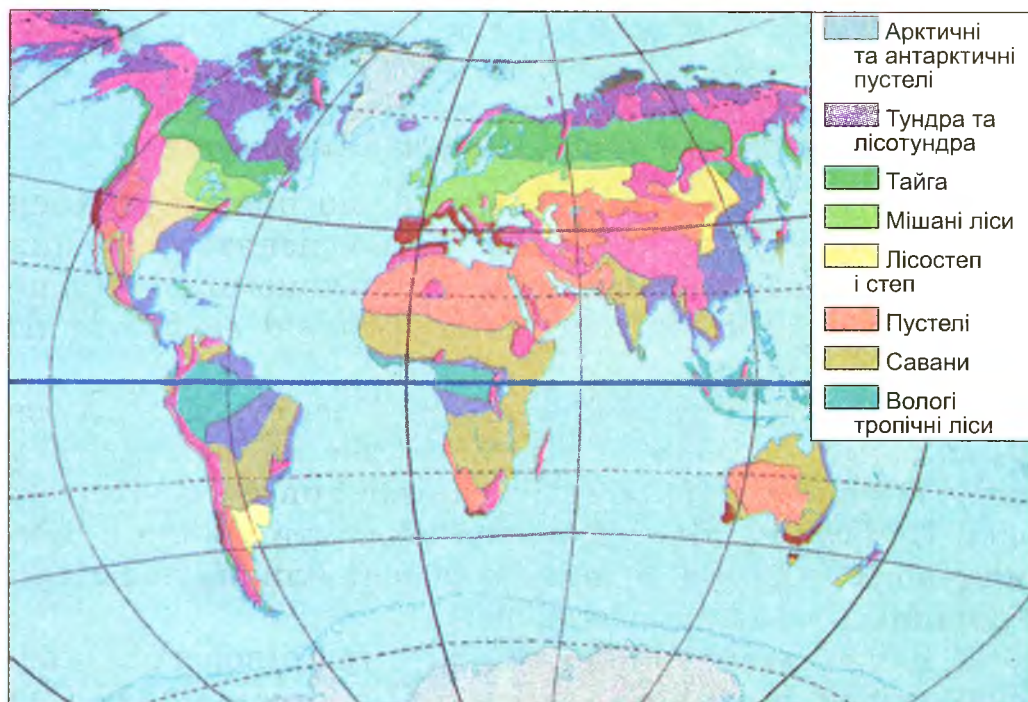 Арктичні
та антарктичні
пустелі
Тундра та
лісотундра
Тайга
Мішані ліси
Лісостеп
і степ
Пустелі
Савани
Вологі
тропічні ліси